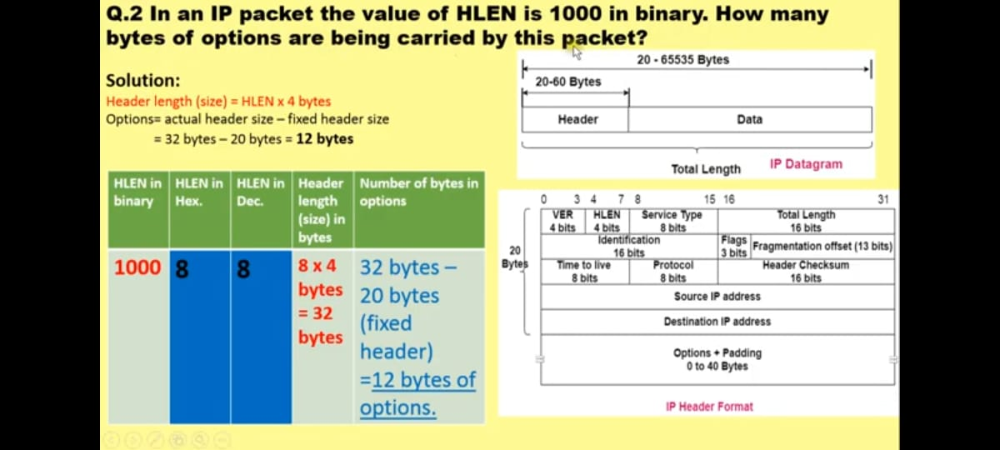 Q.2 In an IP packet the value of HLEN is 1000 in binary. How many
bytes of options are being carried by this packet?
Solution:
Header length (size) = HLEN x 4 bytes
Options= actual header size – fixed header size
= 32 bytes – 20 bytes = 12 bytes
HLEN in binary
HLEN in Hex.
HLEN in Dec.
Header length (size) in bytes
Number of bytes in options
1000
8
8
8 x 4
bytes
= 32
bytes
32 bytes –
20 bytes
(fixed
header)
=12 bytes of
options.
20 - 65535 Bytes
20-60 Bytes
Header
Data
Total Length
IP Datagram
0 3 4 7 8 15 16 31
VER
4 bits
HLEN
4 bits
Service Type
8 bits
Total Length
16 bits
Identification
16 bits
Flags
3 bits
Fragmentation offset (13 bits)
20
Bytes
Time to live
8 bits
Protocol
8 bits
Header Checksum
16 bits
Source IP address
Destination IP address
Options + Padding
0 to 40 Bytes
IP Header Format